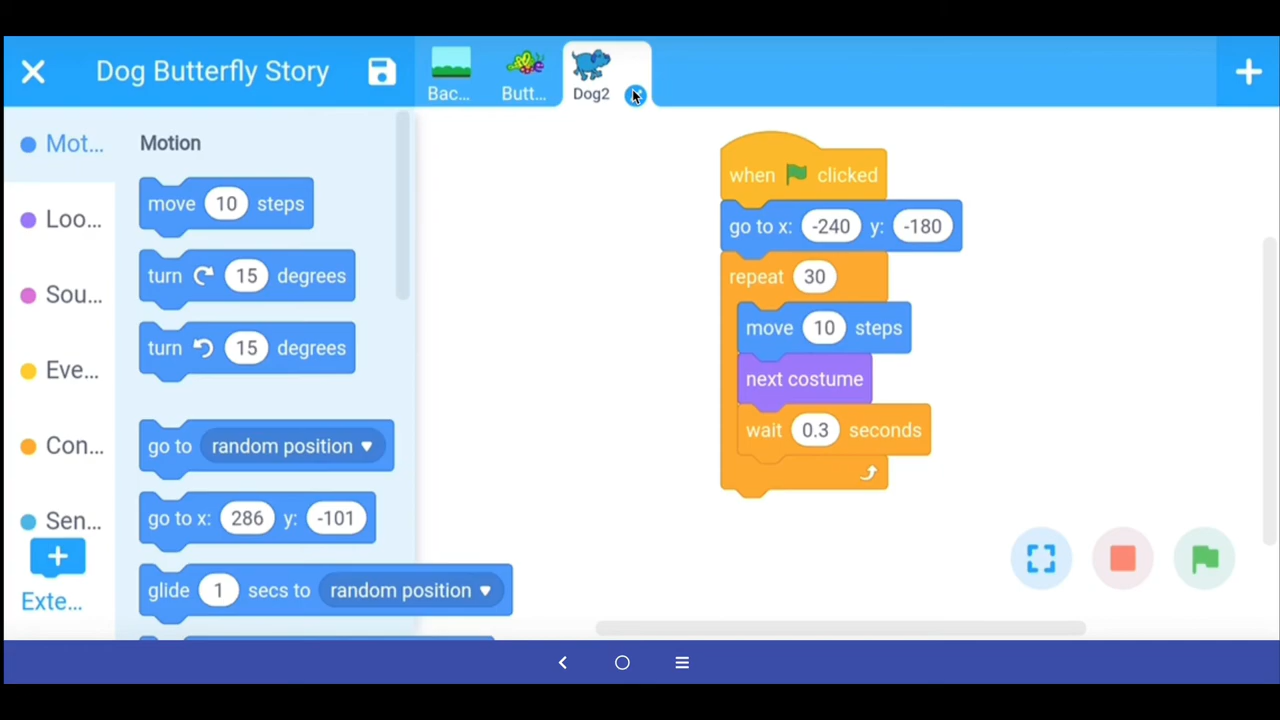 Dog Butterfly Story
Bac...
Butt...
Dog2
Mot...
Loo...
Sou...
Eve...
Con...
Sen...
Exte...
Motion
move 10 steps
turn 15 degrees
turn 15 degrees
go to random position
go to x: 286 y: -101
glide 1 secs to random position
when clicked
go to x: -240 y: -180
repeat 30
move 10 steps
next costume
wait 0.3 seconds